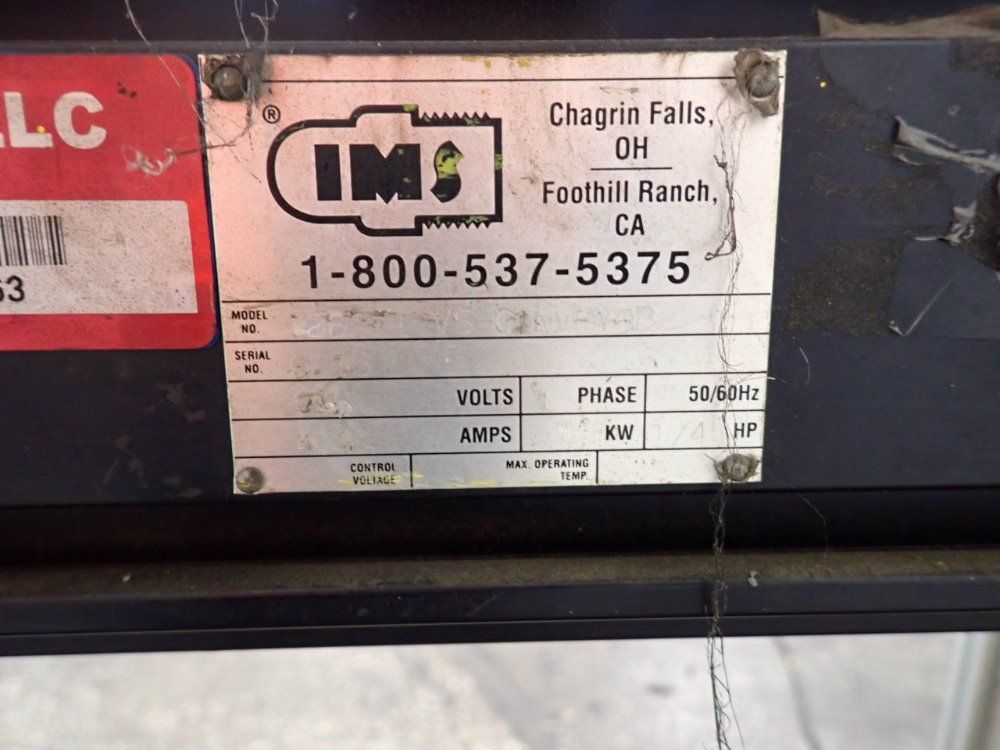 LLC
63
®
IMS
Chagrin Falls,
OH
Foothill Ranch,
CA
1-800-537-5375
MODEL
NO.
SERIAL
NO.
VOLTS PHASE 50/60Hz
AMPS KW 1/4 HP
CONTROL
VOLTAGE
MAX. OPERATING
TEMP.